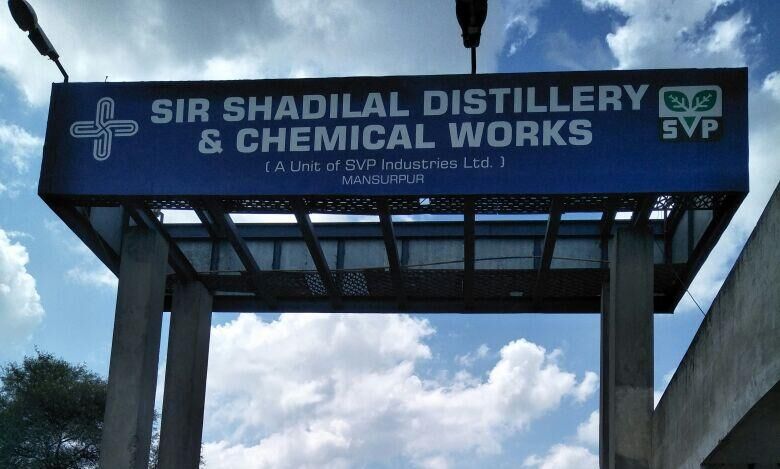 SIR SHADILAL DISTILLERY
& CHEMICAL WORKS
( A Unit of SVP Industries Ltd. )
MANSURPUR
SVP